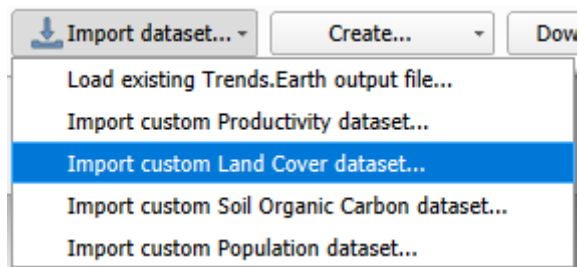 Import dataset... Create... Dow
Load existing Trends.Earth output file...
Import custom Productivity dataset...
Import custom Land Cover dataset...
Import custom Soil Organic Carbon dataset...
Import custom Population dataset...